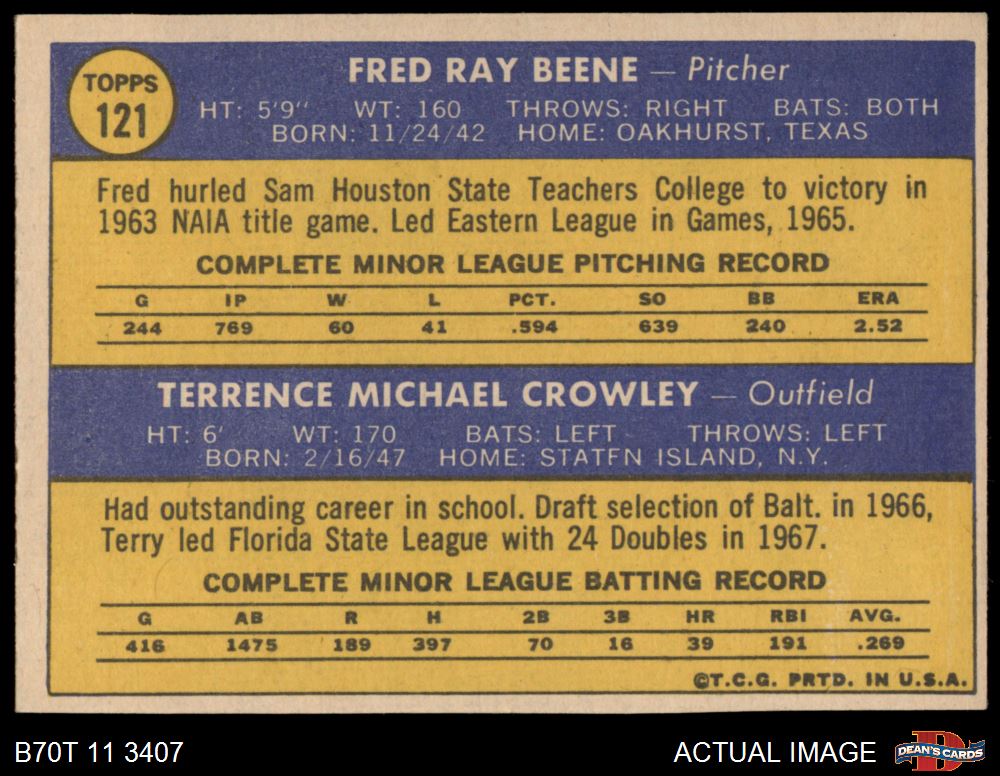 TOPPS
121
FRED RAY BEENE — Pitcher
HT: 5'9" WT: 160 THROWS: RIGHT BATS: BOTH
BORN: 11/24/42 HOME: OAKHURST, TEXAS
Fred hurled Sam Houston State Teachers College to victory in
1963 NAIA title game. Led Eastern League in Games, 1965.
COMPLETE MINOR LEAGUE PITCHING RECORD
G IP W L PCT. SO BB ERA
244 769 60 41 .594 639 240 2.52
TERRENCE MICHAEL CROWLEY — Outfield
HT: 6' WT: 170 BATS: LEFT THROWS: LEFT
BORN: 2/16/47 HOME: STATEN ISLAND, N.Y.
Had outstanding career in school. Draft selection of Balt. in 1966,
Terry led Florida State League with 24 Doubles in 1967.
COMPLETE MINOR LEAGUE BATTING RECORD
G AB R H 2B 3B HR RBI AVG.
416 1475 189 397 70 16 39 191 .269
©T.C.G. PRTD. IN U.S.A.
B70T 11 3407
ACTUAL IMAGE
D
DEAN'S CARDS